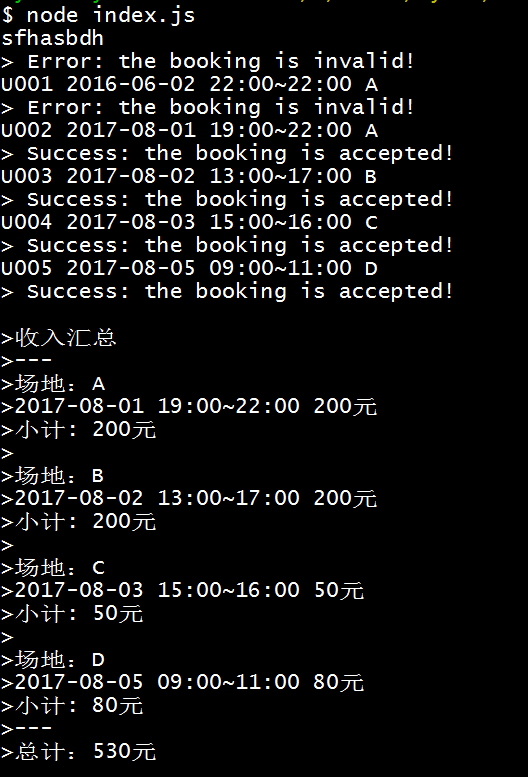 $ node index.js
sfhasbdh
> Error: the booking is invalid!
U001 2016-06-02 22:00~22:00 A
> Error: the booking is invalid!
U002 2017-08-01 19:00~22:00 A
> Success: the booking is accepted!
U003 2017-08-02 13:00~17:00 B
> Success: the booking is accepted!
U004 2017-08-03 15:00~16:00 C
> Success: the booking is accepted!
U005 2017-08-05 09:00~11:00 D
> Success: the booking is accepted!
>收入汇总
>---
>场地：A
>2017-08-01 19:00~22:00 200元
>小计：200元
>
>场地：B
>2017-08-02 13:00~17:00 200元
>小计：200元
>
>场地：C
>2017-08-03 15:00~16:00 50元
>小计：50元
>
>场地：D
>2017-08-05 09:00~11:00 80元
>小计：80元
>---
>总计：530元